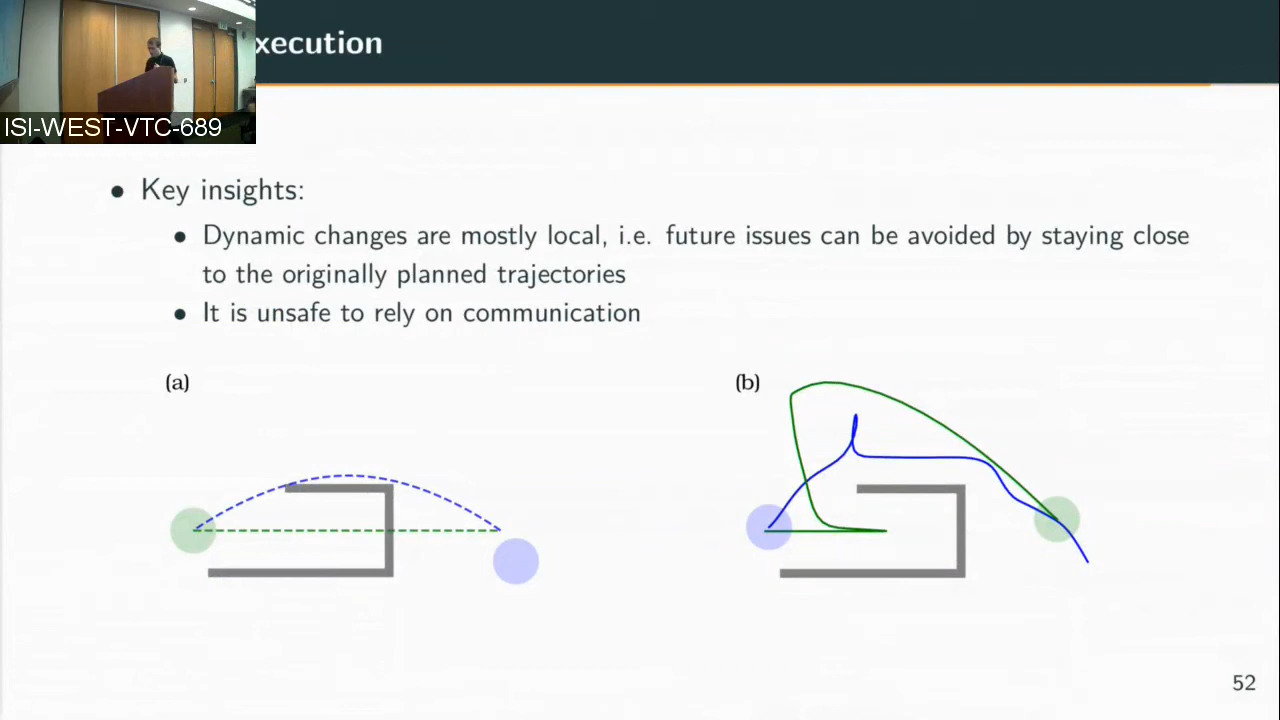 xecution
ISI-WEST-VTC-689
• Key insights:
• Dynamic changes are mostly local, i.e. future issues can be avoided by staying close
to the originally planned trajectories
• It is unsafe to rely on communication
(a)
(b)
52